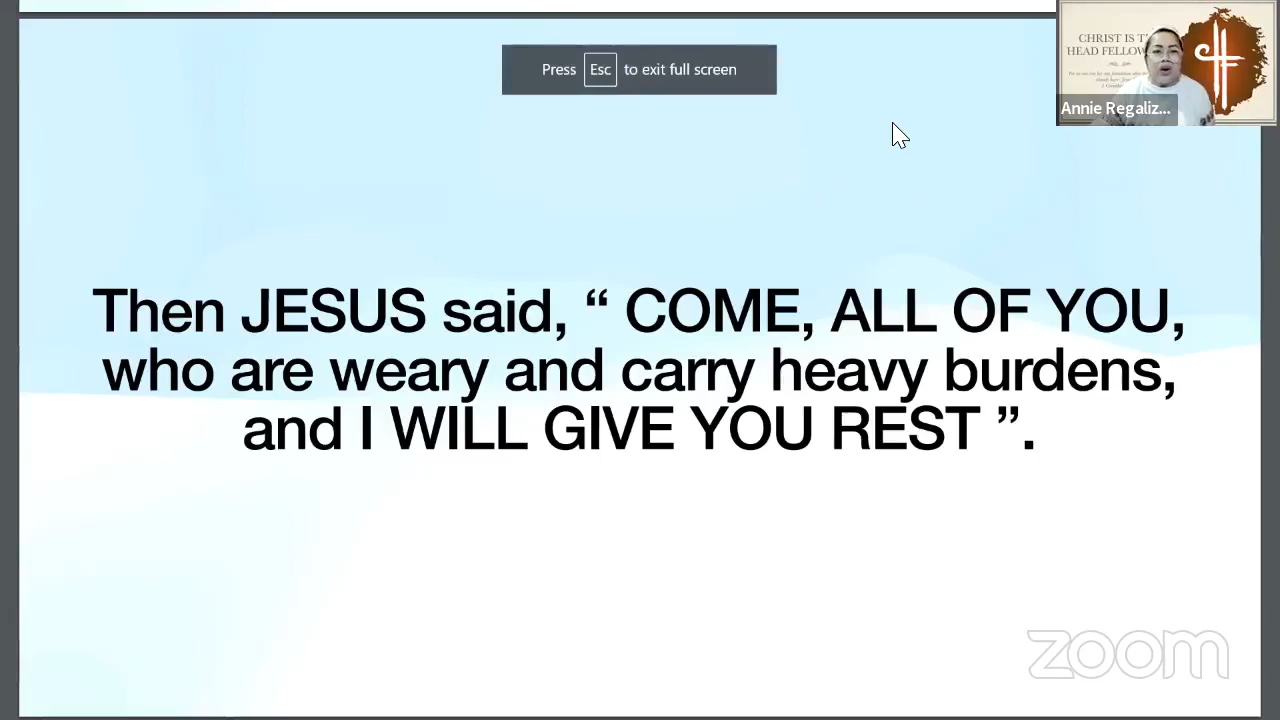 Press Esc to exit full screen
CHRIST IS T
HEAD FELLOW
Annie Regaliz...
Then JESUS said, “ COME, ALL OF YOU,
who are weary and carry heavy burdens,
and I WILL GIVE YOU REST ”.
zoom